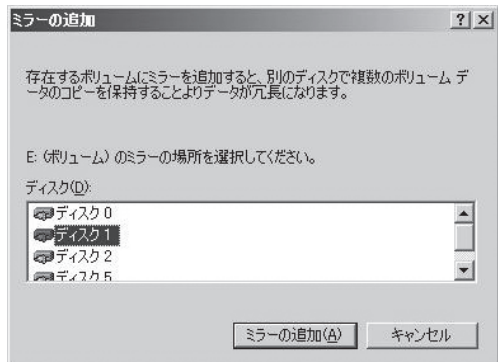 ミラーの追加
存在するボリュームにミラーを追加すると、別のディスクで複数のボリューム デ
ータのコピーを保持することよりデータが冗長になります。
E: (ボリューム) のミラーの場所を選択してください。
ディスク(D):
ディスク 0
ディスク 1
ディスク 2
ディスク 5
ミラーの追加(A)
キャンセル